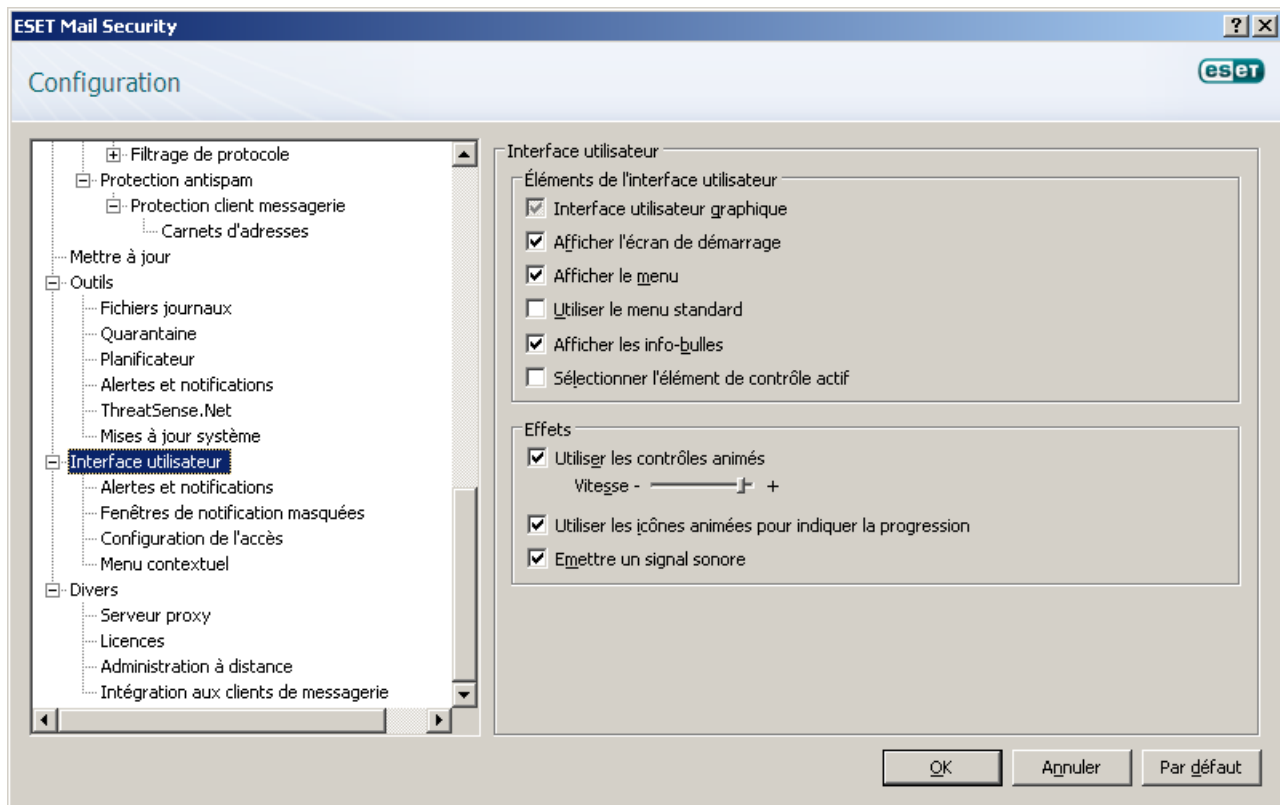 ESET Mail Security
Configuration
eset
Filtrage de protocole
Protection antispam
Protection client messagerie
Carnets d'adresses
Mettre à jour
Outils
Fichiers journaux
Quarantaine
Planificateur
Alertes et notifications
ThreatSense.Net
Mises à jour système
Interface utilisateur
Alertes et notifications
Fenêtres de notification masquées
Configuration de l'accès
Menu contextuel
Divers
Serveur proxy
Licences
Administration à distance
Intégration aux clients de messagerie
Interface utilisateur
Éléments de l'interface utilisateur
Interface utilisateur graphique
Afficher l'écran de démarrage
Afficher le menu
Utiliser le menu standard
Afficher les info-bulles
Sélectionner l'élément de contrôle actif
Effets
Utiliser les contrôles animés
Vitesse - +
Utiliser les icônes animées pour indiquer la progression
Emettre un signal sonore
OK Annuler Par défaut